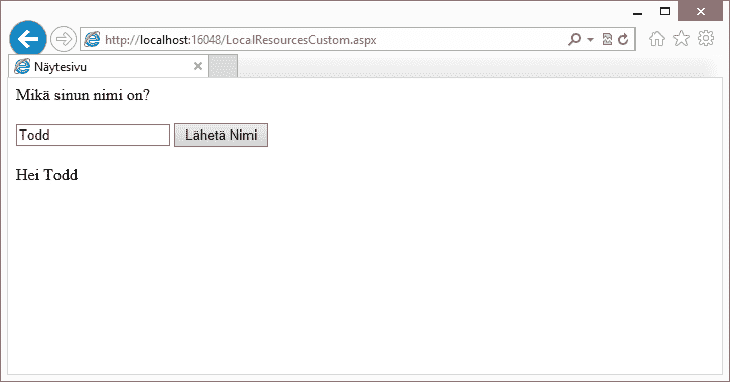 http://localhost:16048/LocalResourcesCustom.aspx
Näytesivu
Mikä sinun nimi on?
Todd Lähetä Nimi
Hei Todd